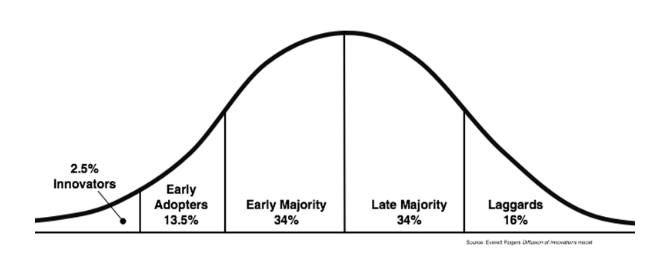 2.5%
Innovators
Early
Adopters
13.5%
Early Majority
34%
Late Majority
34%
Laggards
16%
Source: Everett Rogers Diffusion of Innovations model